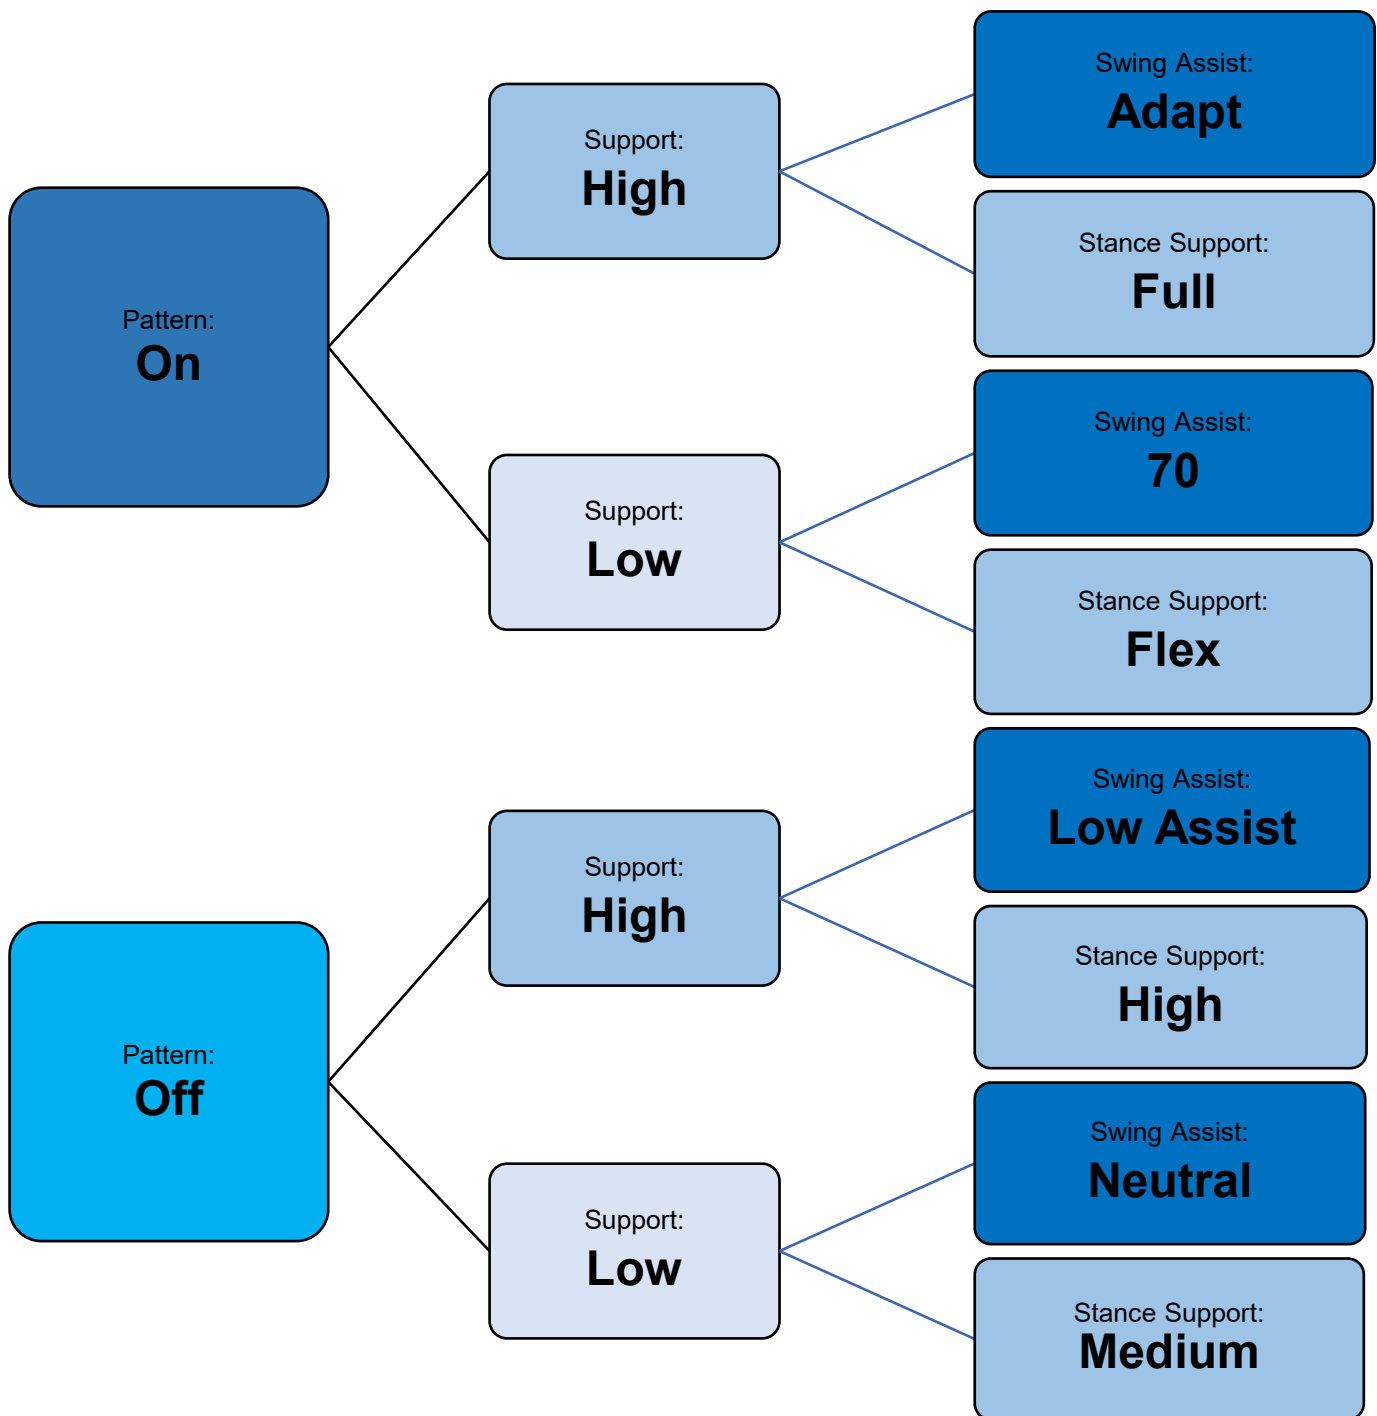 Pattern:
On
Support:
High
Swing Assist:
Adapt
Stance Support:
Full
Support:
Low
Swing Assist:
70
Stance Support:
Flex
Pattern:
Off
Support:
High
Swing Assist:
Low Assist
Stance Support:
High
Support:
Low
Swing Assist:
Neutral
Stance Support:
Medium